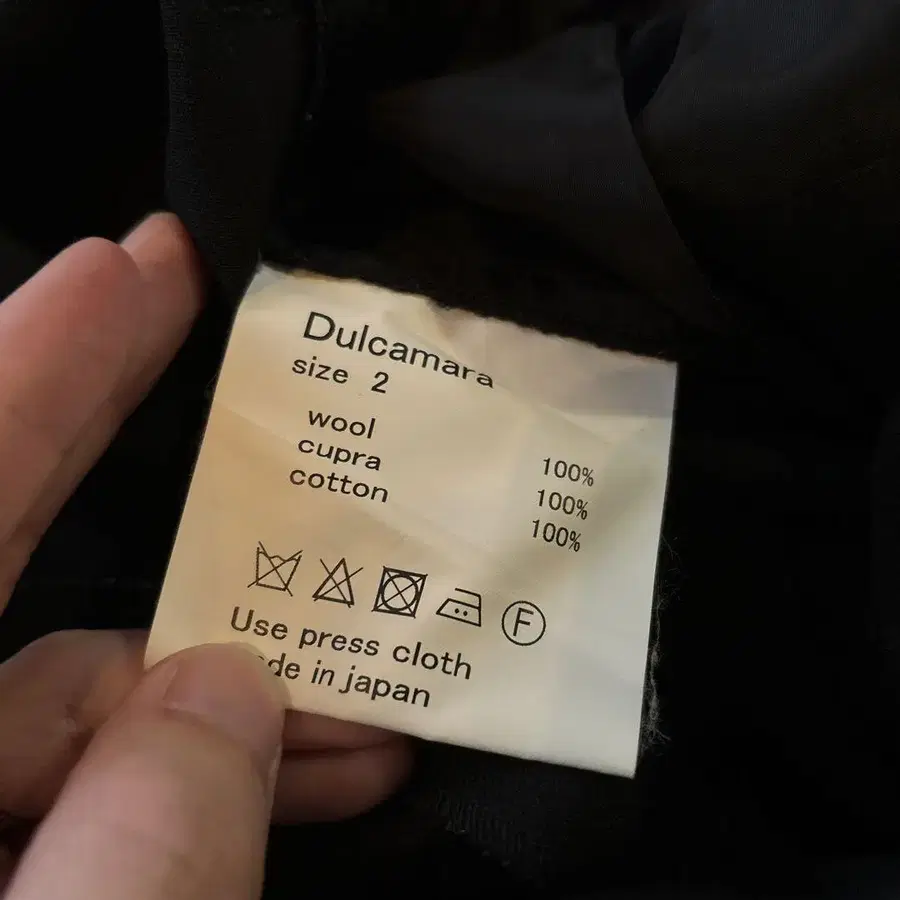 Dulcamara
size 2
wool 100%
cupra 100%
cotton 100%
F
Use press cloth
de in japan